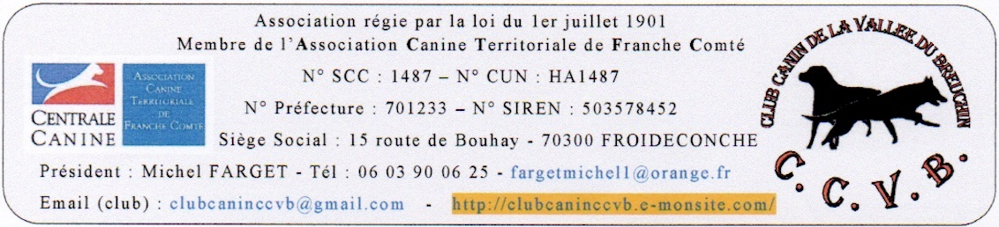 Association régie par la loi du 1er juillet 1901
Membre de l'Association Canine Territoriale de Franche Comté
N° SCC : 1487 – N° CUN : HA1487
N° Préfecture : 701233 – N° SIREN : 503578452
Siège Social : 15 route de Bouhay - 70300 FROIDECONCHE
Président : Michel FARGET - Tél : 06 03 90 06 25 - fargetmichel1@orange.fr
Email (club) : clubcaninccvb@gmail.com - http://clubcaninccvb.e-monsite.com/
CENTRALE
CANINE
ASSOCIATION
CANINE
TERRITORIALE
DE
FRANCHE COMTE
CLUB CANIN DE LA VALLEE DU BREUCHIN
C. C. V. B.